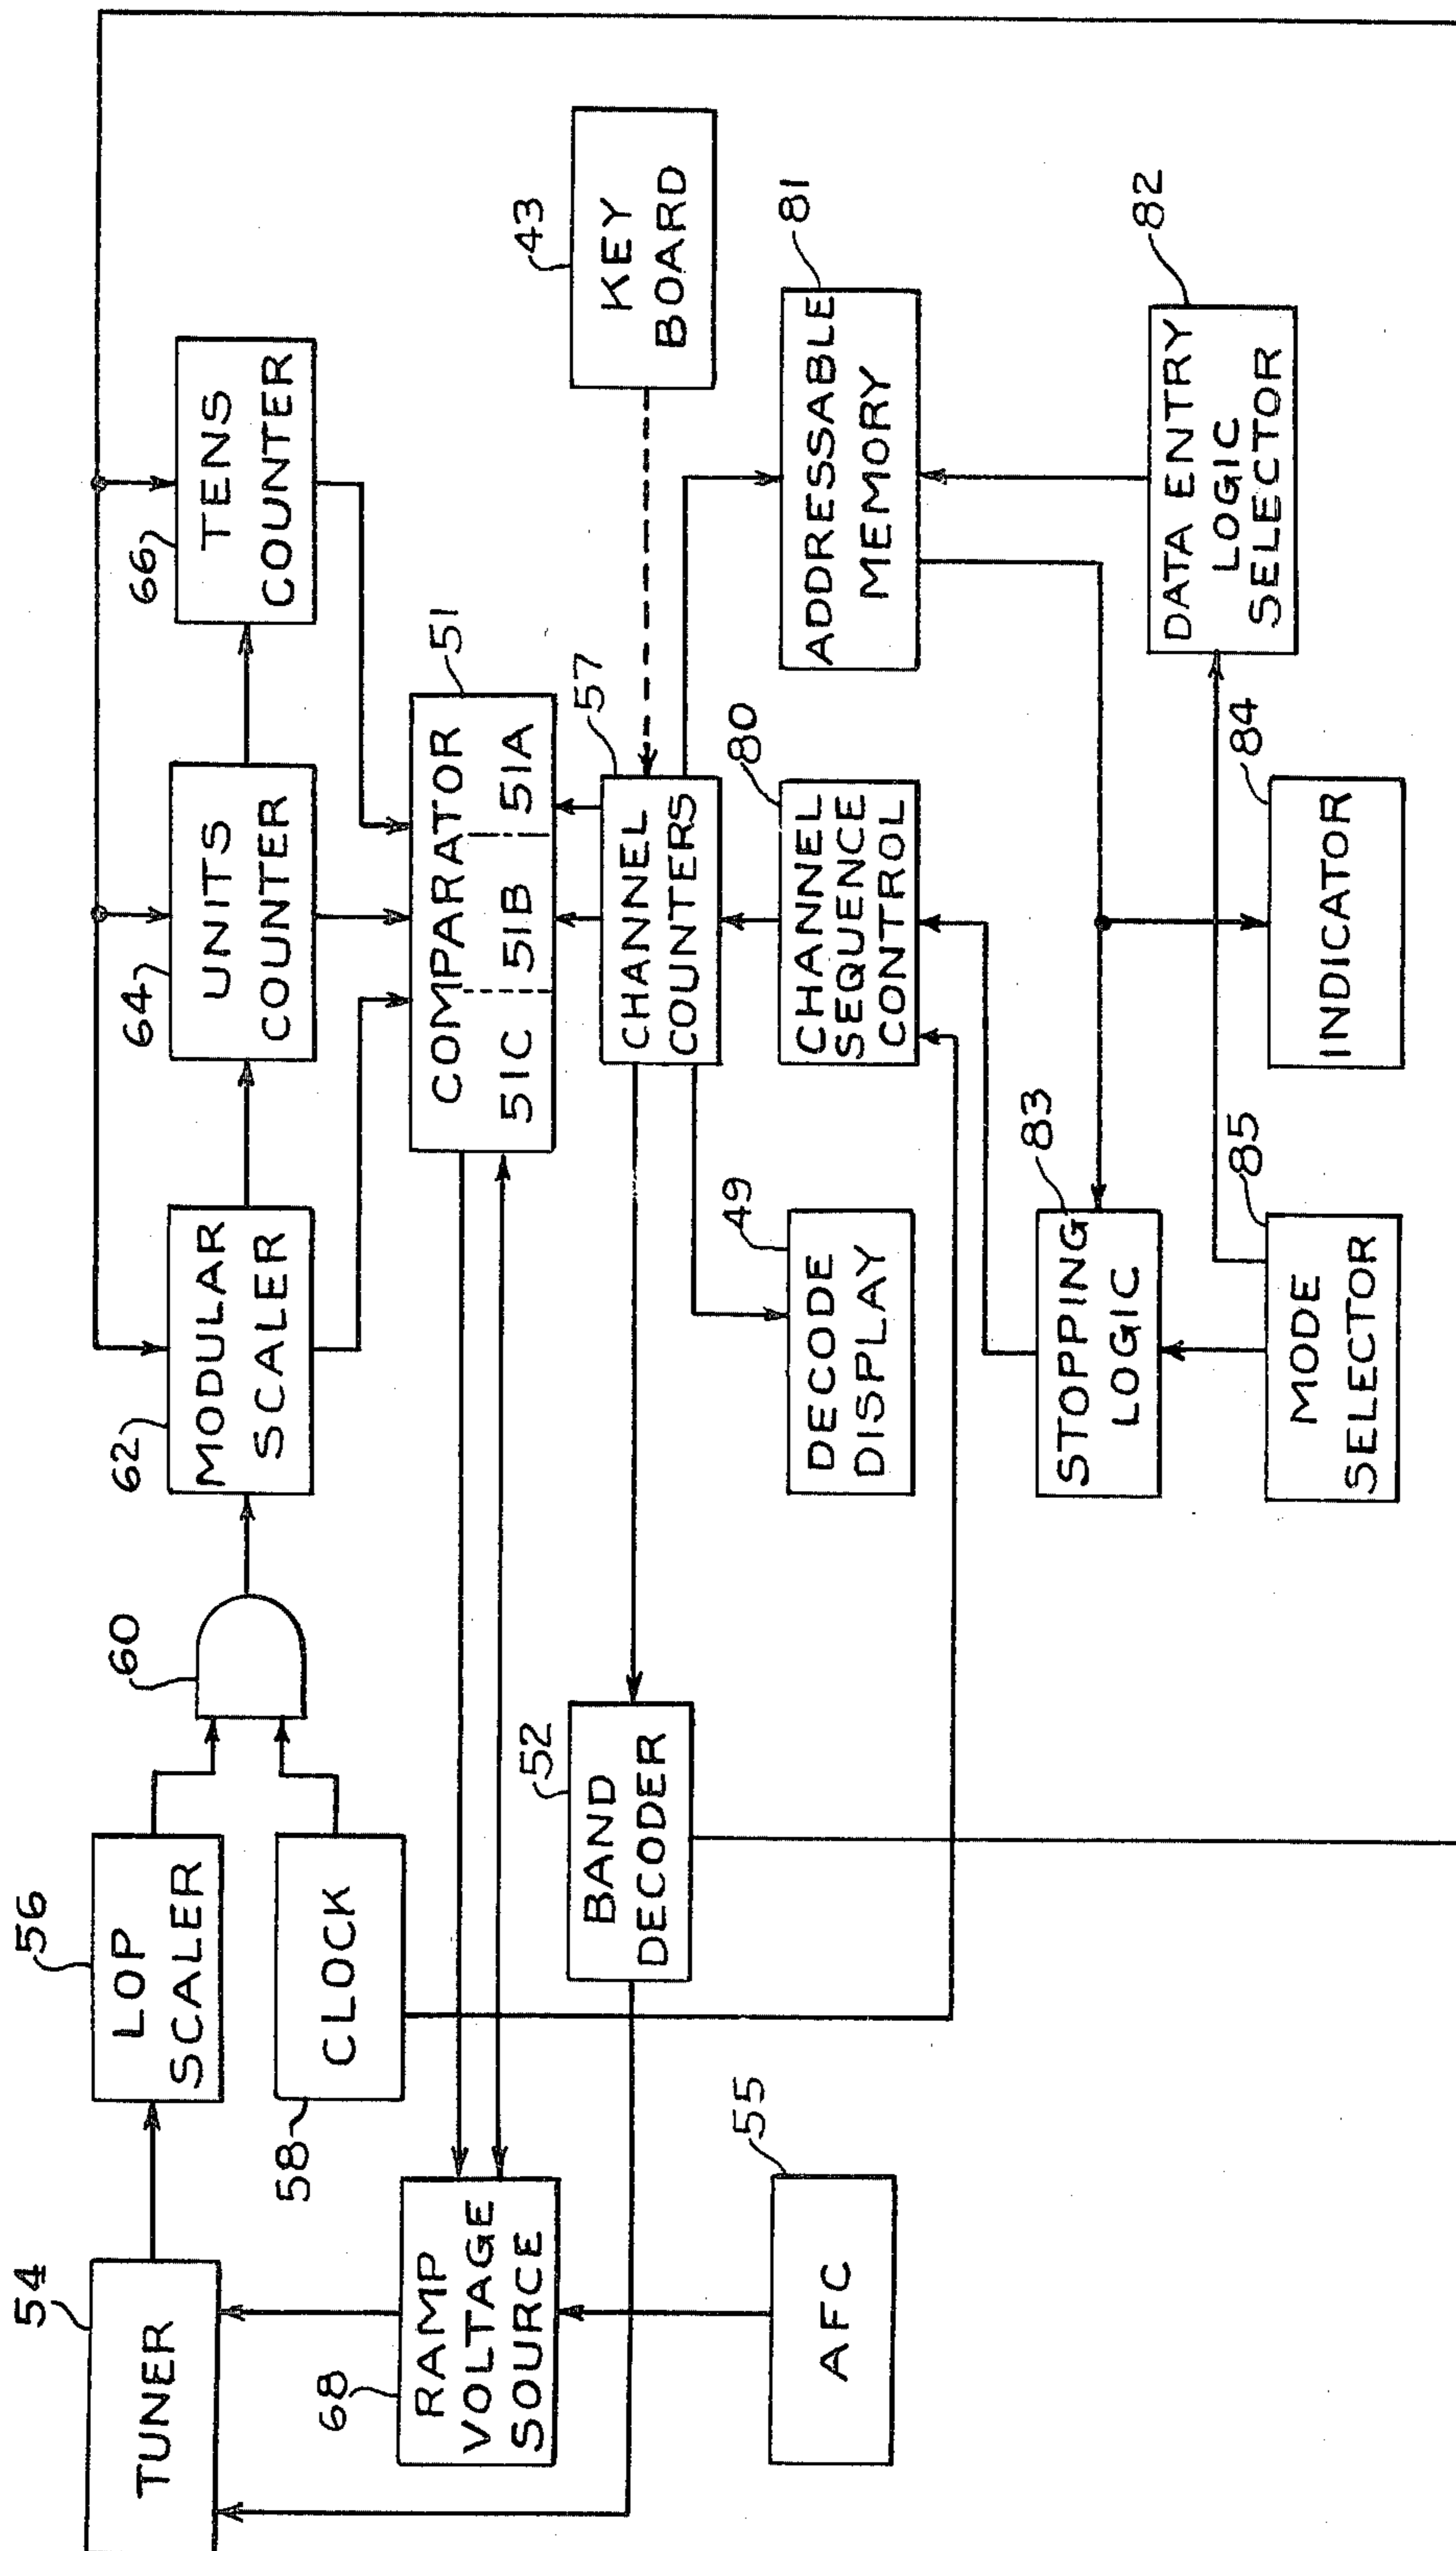 54
TUNER
56
LOP
SCALER
58
CLOCK
60
62
MODULAR
SCALER
64
UNITS
COUNTER
66
TENS
COUNTER
68
RAMP
VOLTAGE
SOURCE
51
COMPARATOR
51C
51B
51A
55
AFC
52
BAND
DECODER
57
CHANNEL
COUNTERS
43
KEY
BOARD
49
DECODE
DISPLAY
80
CHANNEL
SEQUENCE
CONTROL
81
ADDRESSABLE
MEMORY
83
STOPPING
LOGIC
82
DATA ENTRY
LOGIC
SELECTOR
85
MODE
SELECTOR
84
INDICATOR